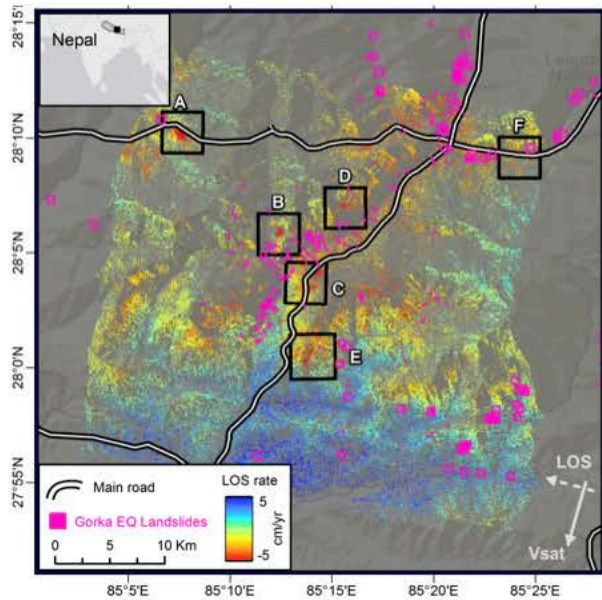 28°15'N
Nepal
A
F
28°10'N
D
B
28°5'N
C
E
28°0'N
27°55'N
LOS
Vsat
Main road
Gorka EQ Landslides
0 5 10 Km
LOS rate
5
cm/yr
-5
85°5'E 85°10'E 85°15'E 85°20'E 85°25'E